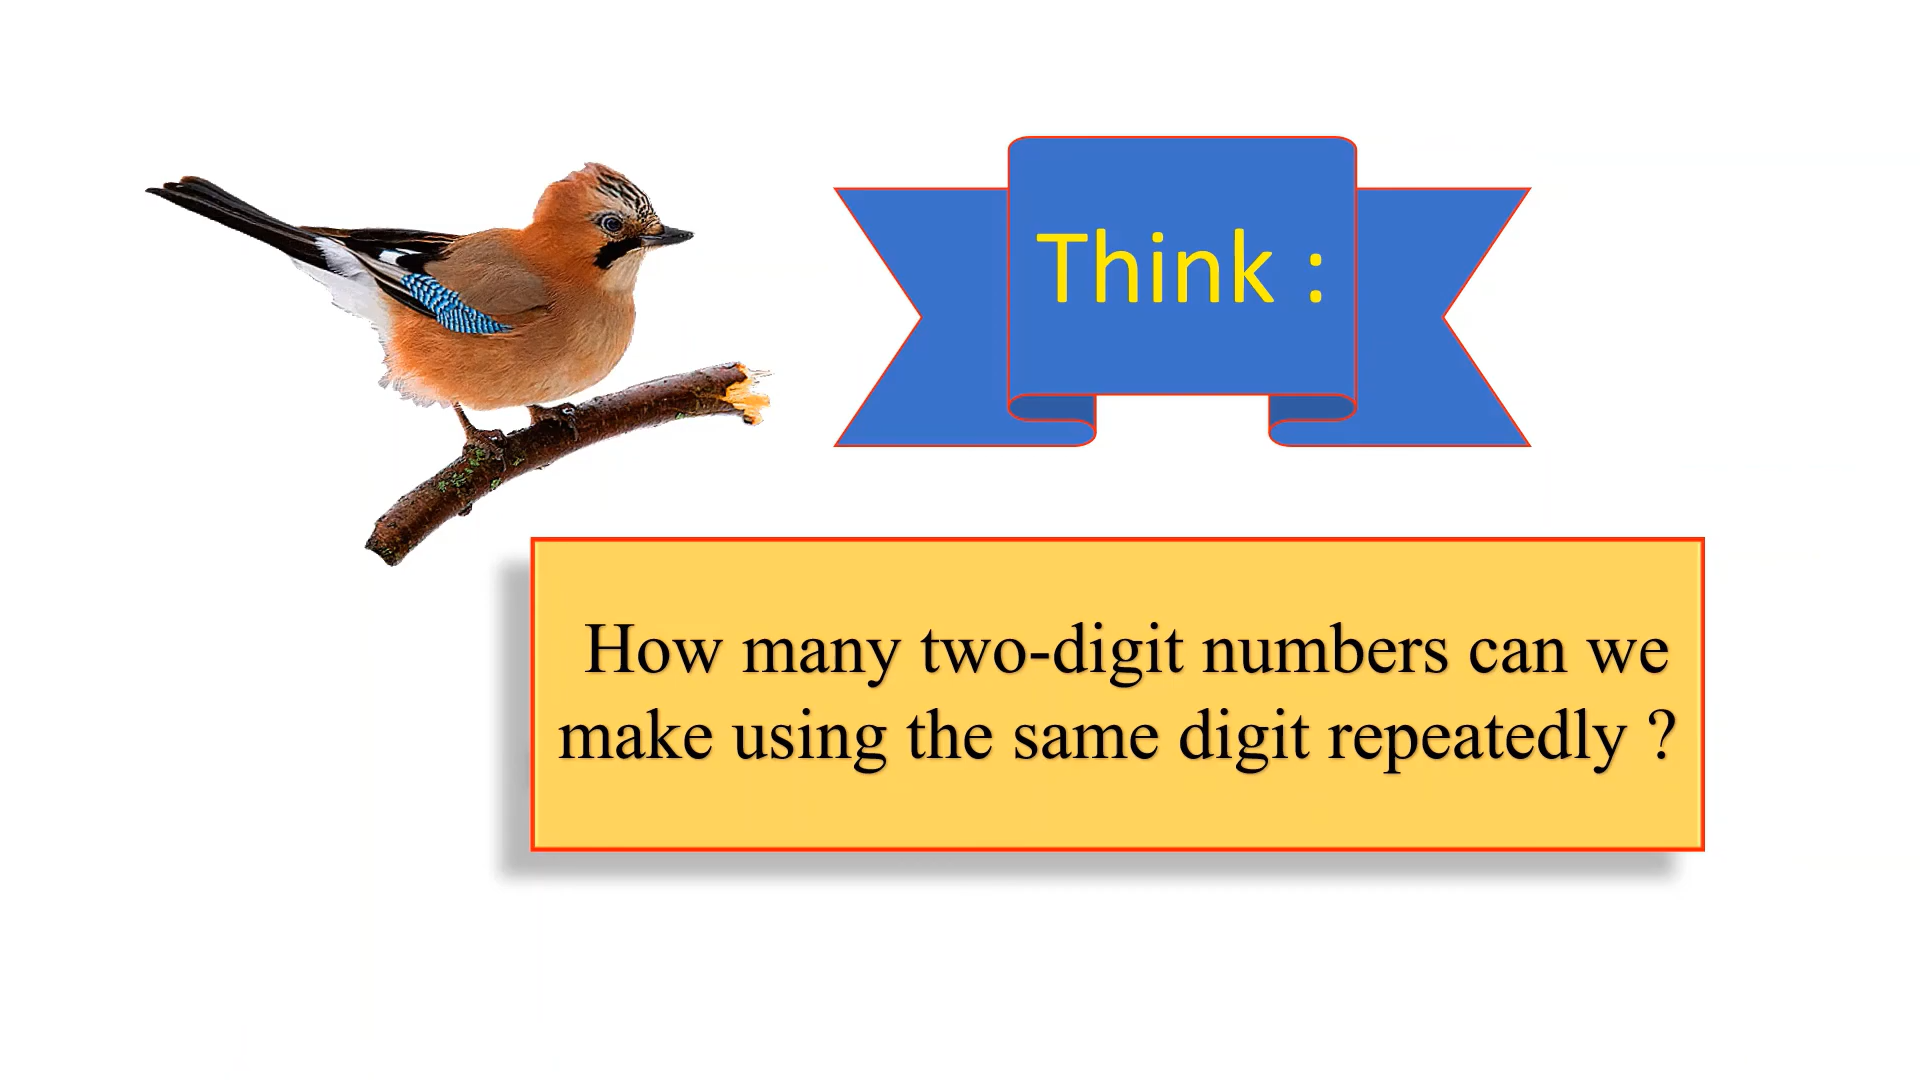 Think :
How many two-digit numbers can we
make using the same digit repeatedly ?